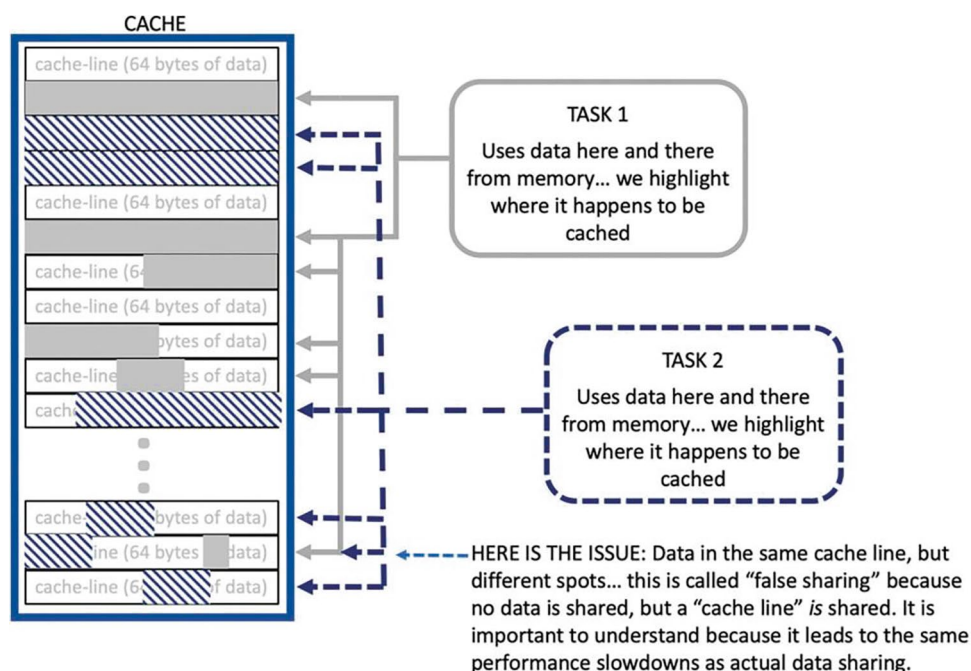 CACHE
cache-line (64 bytes of data)
cache-line (64 bytes of data)
cache-line (6
cache-line (64 bytes of data)
bytes of data)
cache-line es of data)
cach
cache- bytes of data)
line (64 bytes data)
cache-line (6 of data)
TASK 1
Uses data here and there
from memory... we highlight
where it happens to be
cached
TASK 2
Uses data here and there
from memory... we highlight
where it happens to be
cached
HERE IS THE ISSUE: Data in the same cache line, but
different spots... this is called “false sharing” because
no data is shared, but a “cache line” is shared. It is
important to understand because it leads to the same
performance slowdowns as actual data sharing.